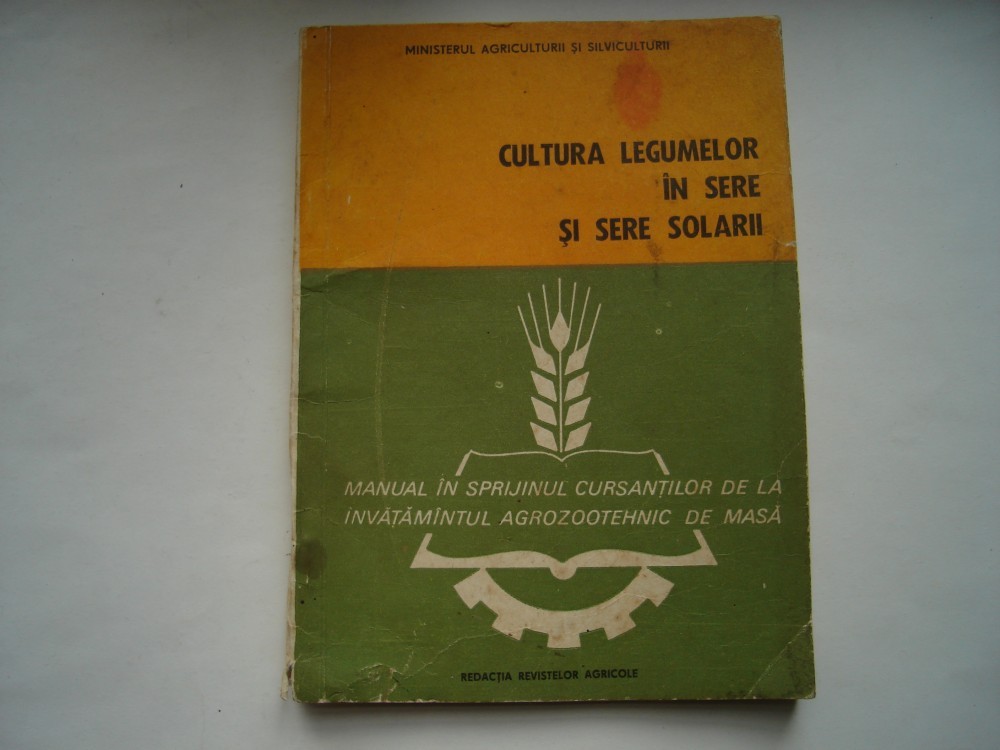 MINISTERUL AGRICULTURII ȘI SILVICULTURII
CULTURA LEGUMELOR
ÎN SERE
ȘI SERE SOLARII
MANUAL ÎN SPRIJINUL CURSANȚILOR DE LA
INVĂȚĂMÎNTUL AGROZOOTEHNIC DE MASĂ
REDACȚIA REVISTELOR AGRICOLE